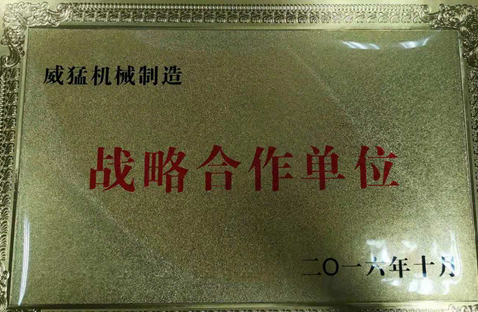 威猛机械制造
战略合作单位
二〇一六年十月